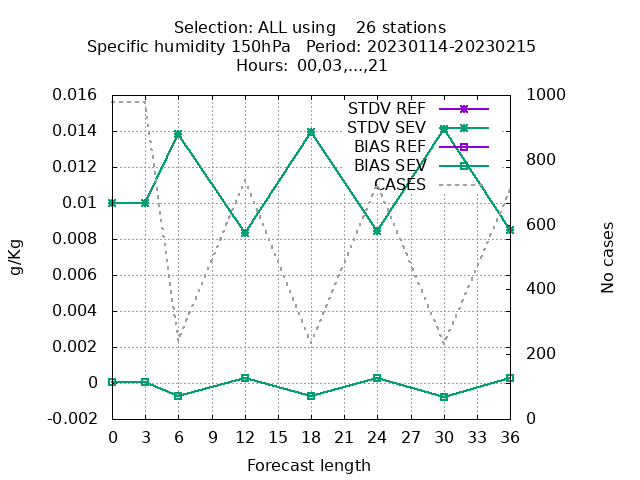 Selection: ALL using    26 stations
Specific humidity 150hPa   Period: 20230114-20230215
Hours: 00,03,...,21
0.016
0.014
0.012
0.01
0.008
0.006
0.004
0.002
0
-0.002
g/Kg
STDV REF
STDV SEV
BIAS REF
BIAS SEV
CASES
1000
800
600
400
200
0
No cases
0 3 6 9 12 15 18 21 24 27 30 33 36
Forecast length